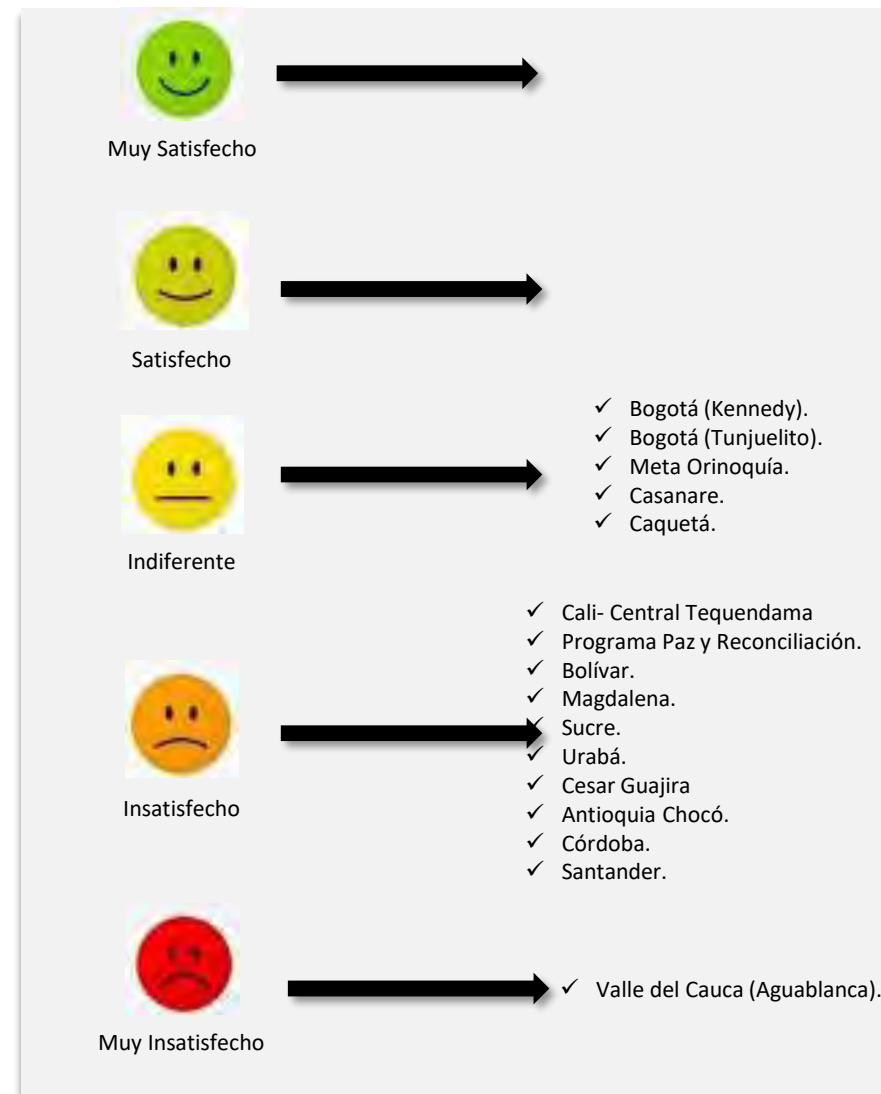 Muy Satisfecho
Satisfecho
✓ Bogotá (Kennedy).
✓ Bogotá (Tunjuelito).
✓ Meta Orinoquía.
✓ Casanare.
✓ Caquetá.
Indiferente
✓ Cali- Central Tequendama
✓ Programa Paz y Reconciliación.
✓ Bolívar.
✓ Magdalena.
✓ Sucre.
✓ Urabá.
✓ Cesar Guajira
✓ Antioquia Chocó.
✓ Córdoba.
✓ Santander.
Insatisfecho
✓ Valle del Cauca (Aguablanca).
Muy Insatisfecho